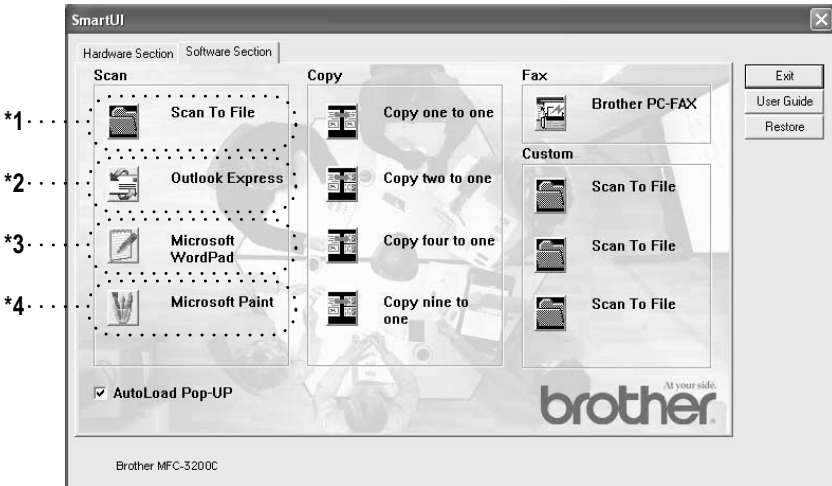 SmartUI
Hardware Section
Software Section
Scan
Copy
Fax
Exit
User Guide
Restore
*1
Scan To File
*2
Outlook Express
*3
Microsoft
WordPad
*4
Microsoft Paint
Copy one to one
Copy two to one
Copy four to one
Copy nine to
one
Brother PC-FAX
Custom
Scan To File
Scan To File
Scan To File
AutoLoad Pop-UP
At your side.
brother
Brother MFC-3200C